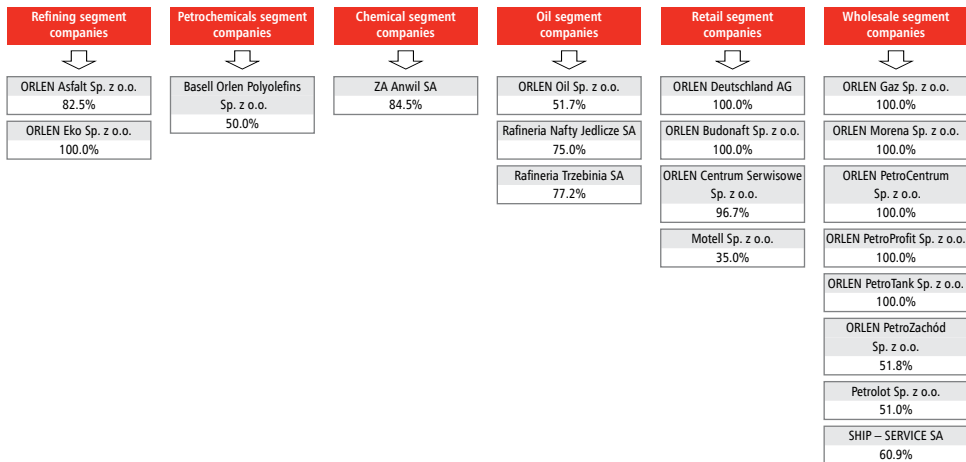 Refining segment
companies
ORLEN Asfalt Sp. z o.o.
82.5%
ORLEN Eko Sp. z o.o.
100.0%
Petrochemicals segment
companies
Basell Orlen Polyolefins
Sp. z o.o.
50.0%
Chemical segment
companies
ZA Anwil SA
84.5%
Oil segment
companies
ORLEN Oil Sp. z o.o.
51.7%
Rafineria Nafty Jedlicze SA
75.0%
Rafineria Trzebinia SA
77.2%
Retail segment
companies
ORLEN Deutschland AG
100.0%
ORLEN Budonaft Sp. z o.o.
100.0%
ORLEN Centrum Serwisowe
Sp. z o.o.
96.7%
Motell Sp. z o.o.
35.0%
Wholesale segment
companies
ORLEN Gaz Sp. z o.o.
100.0%
ORLEN Morena Sp. z o.o.
100.0%
ORLEN PetroCentrum
Sp. z o.o.
100.0%
ORLEN PetroProfit Sp. z o.o.
100.0%
ORLEN PetroTank Sp. z o.o.
100.0%
ORLEN PetroZachód
Sp. z o.o.
51.8%
Petrolot Sp. z o.o.
51.0%
SHIP – SERVICE SA
60.9%